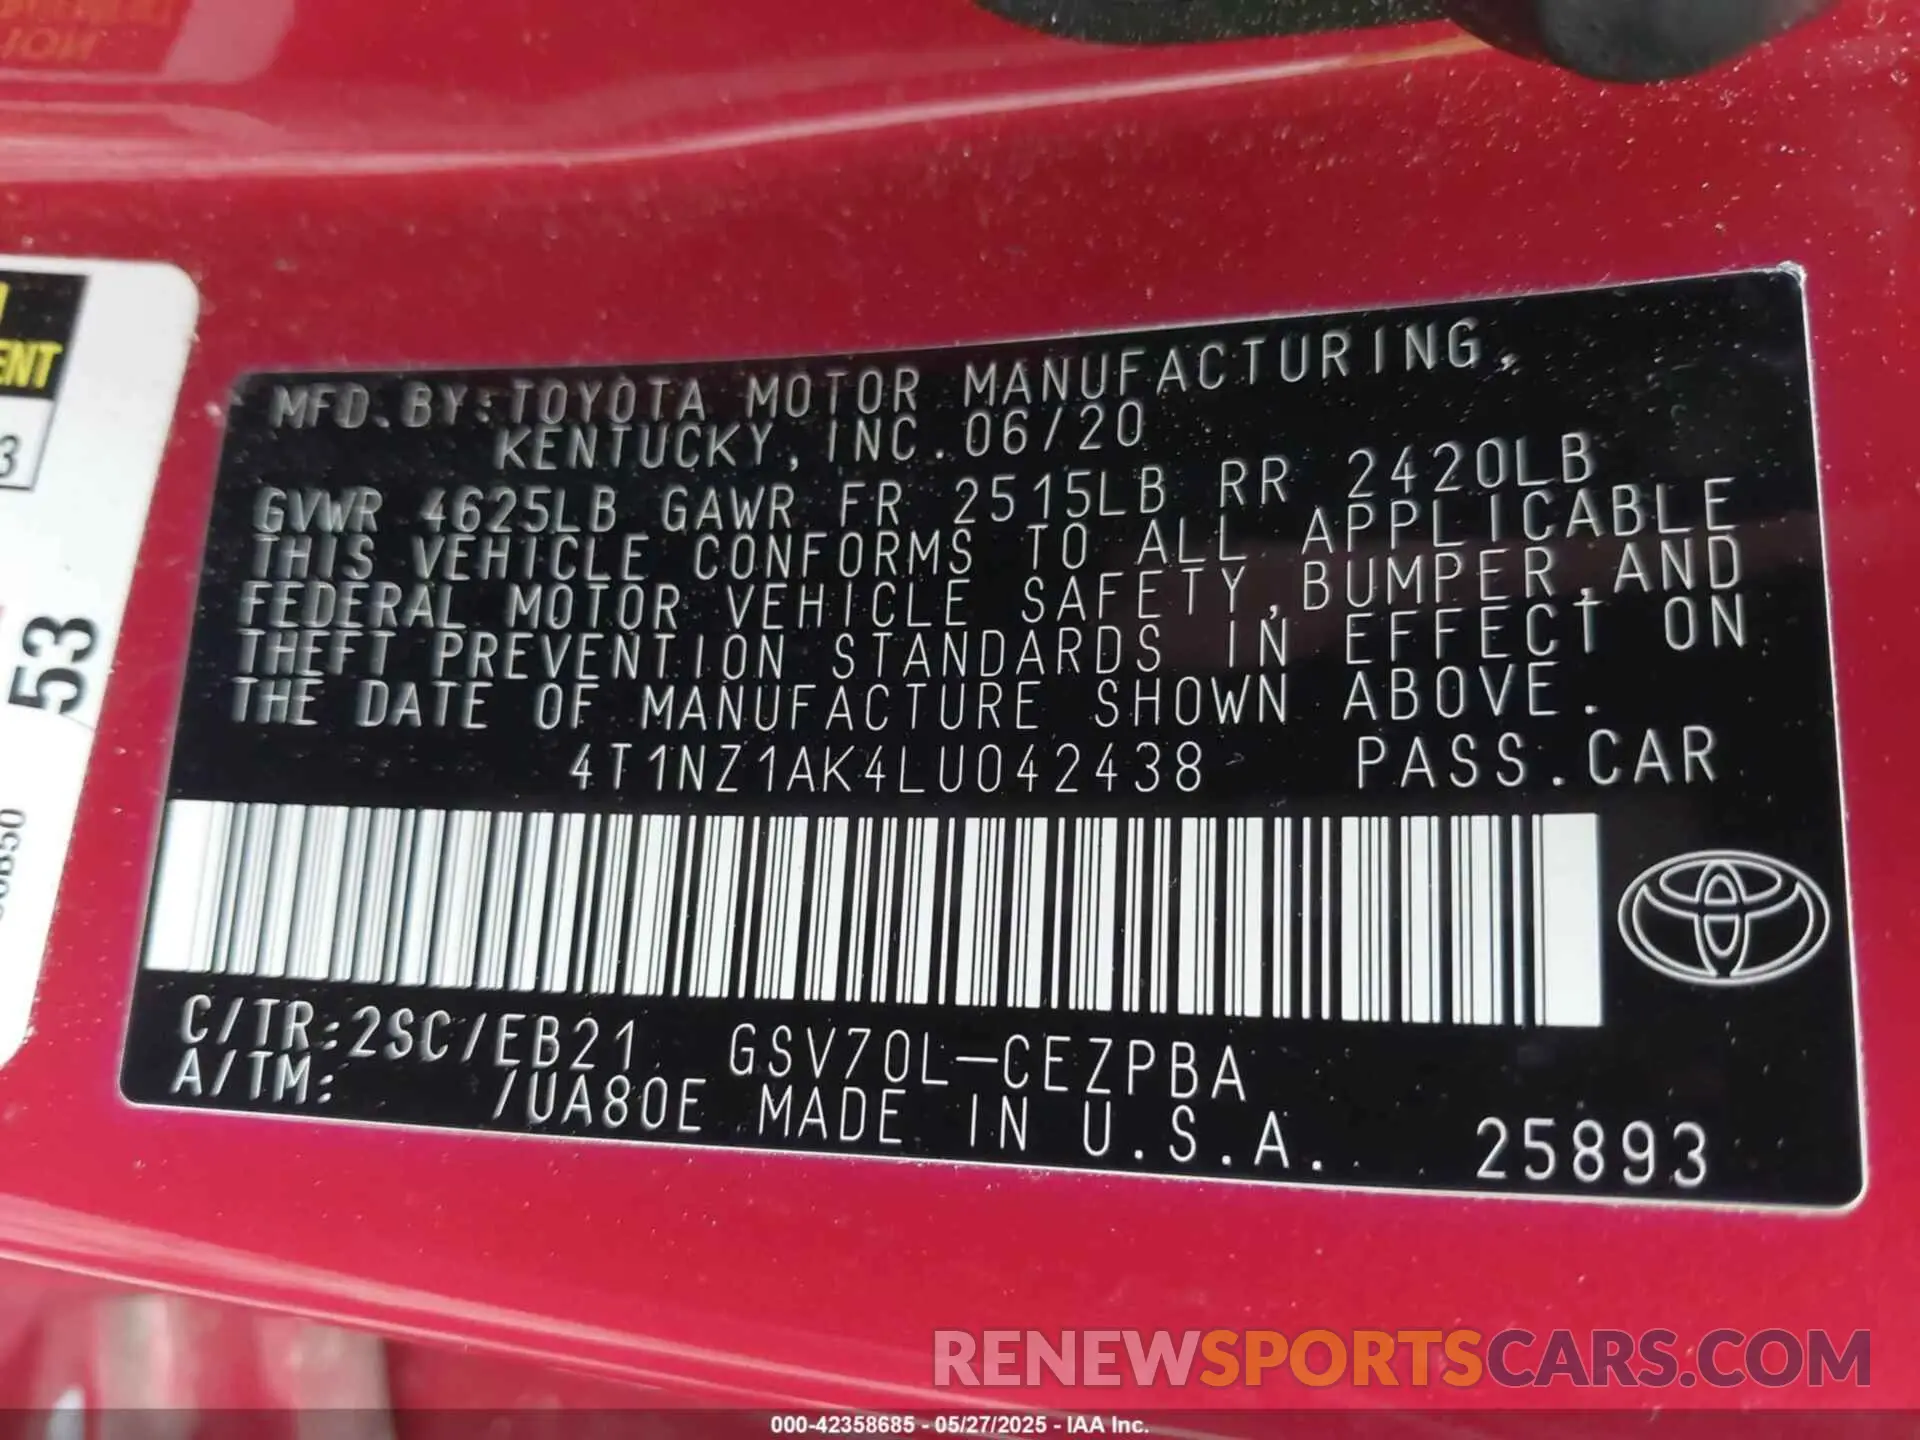 ENT
3
53
MFD. BY: TOYOTA MOTOR MANUFACTURING,
KENTUCKY, INC. 06/20
GVWR 4625LB GAWR FR 2515LB RR 2420LB
THIS VEHICLE CONFORMS TO ALL APPLICABLE
FEDERAL MOTOR VEHICLE SAFETY, BUMPER, AND
THEFT PREVENTION STANDARDS IN EFFECT ON
THE DATE OF MANUFACTURE SHOWN ABOVE.
4T1NZ1AK4LU042438 PASS. CAR
C/TR: 2SC/EB21 GSV70L-CEZPBA
A/TM: /UA80E MADE IN U.S.A. 25893
RENEWSPORTSCARS.COM
000-42358685 - 05/27/2025 - IAA Inc.